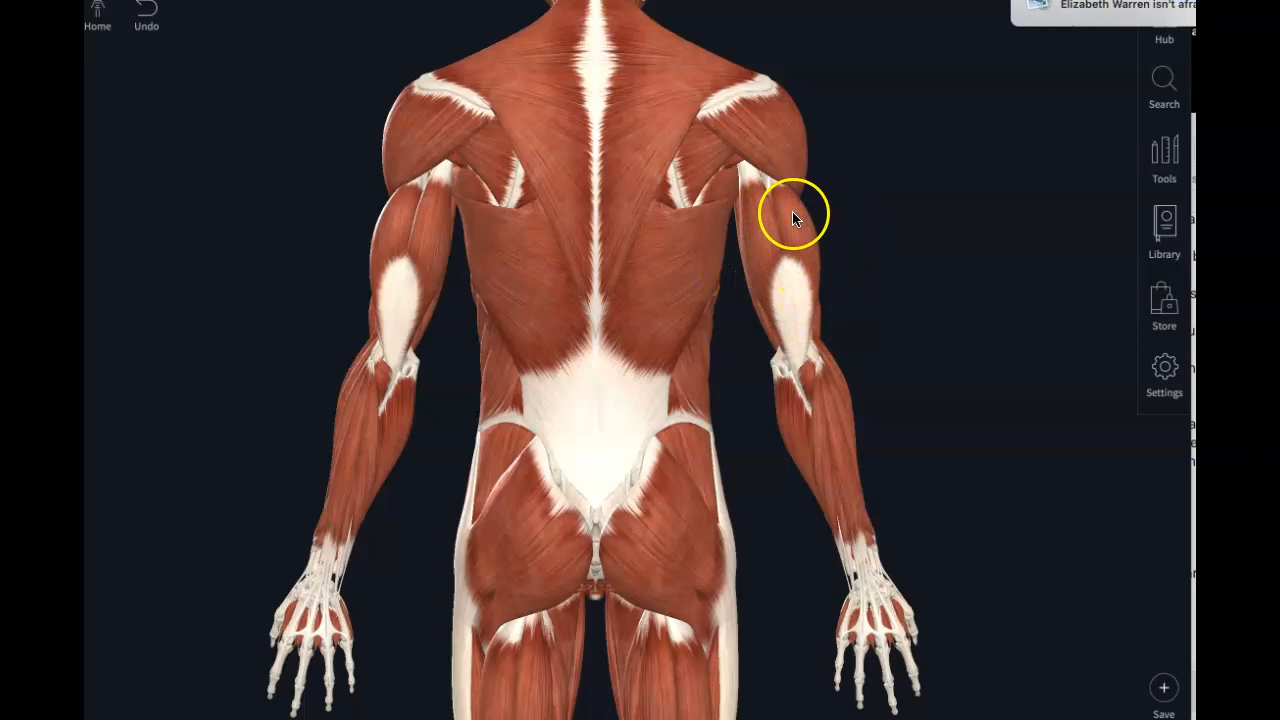 Elizabeth Warren isn't afra
Home
Undo
Hub
Search
Tools
Library
Store
Settings
Save